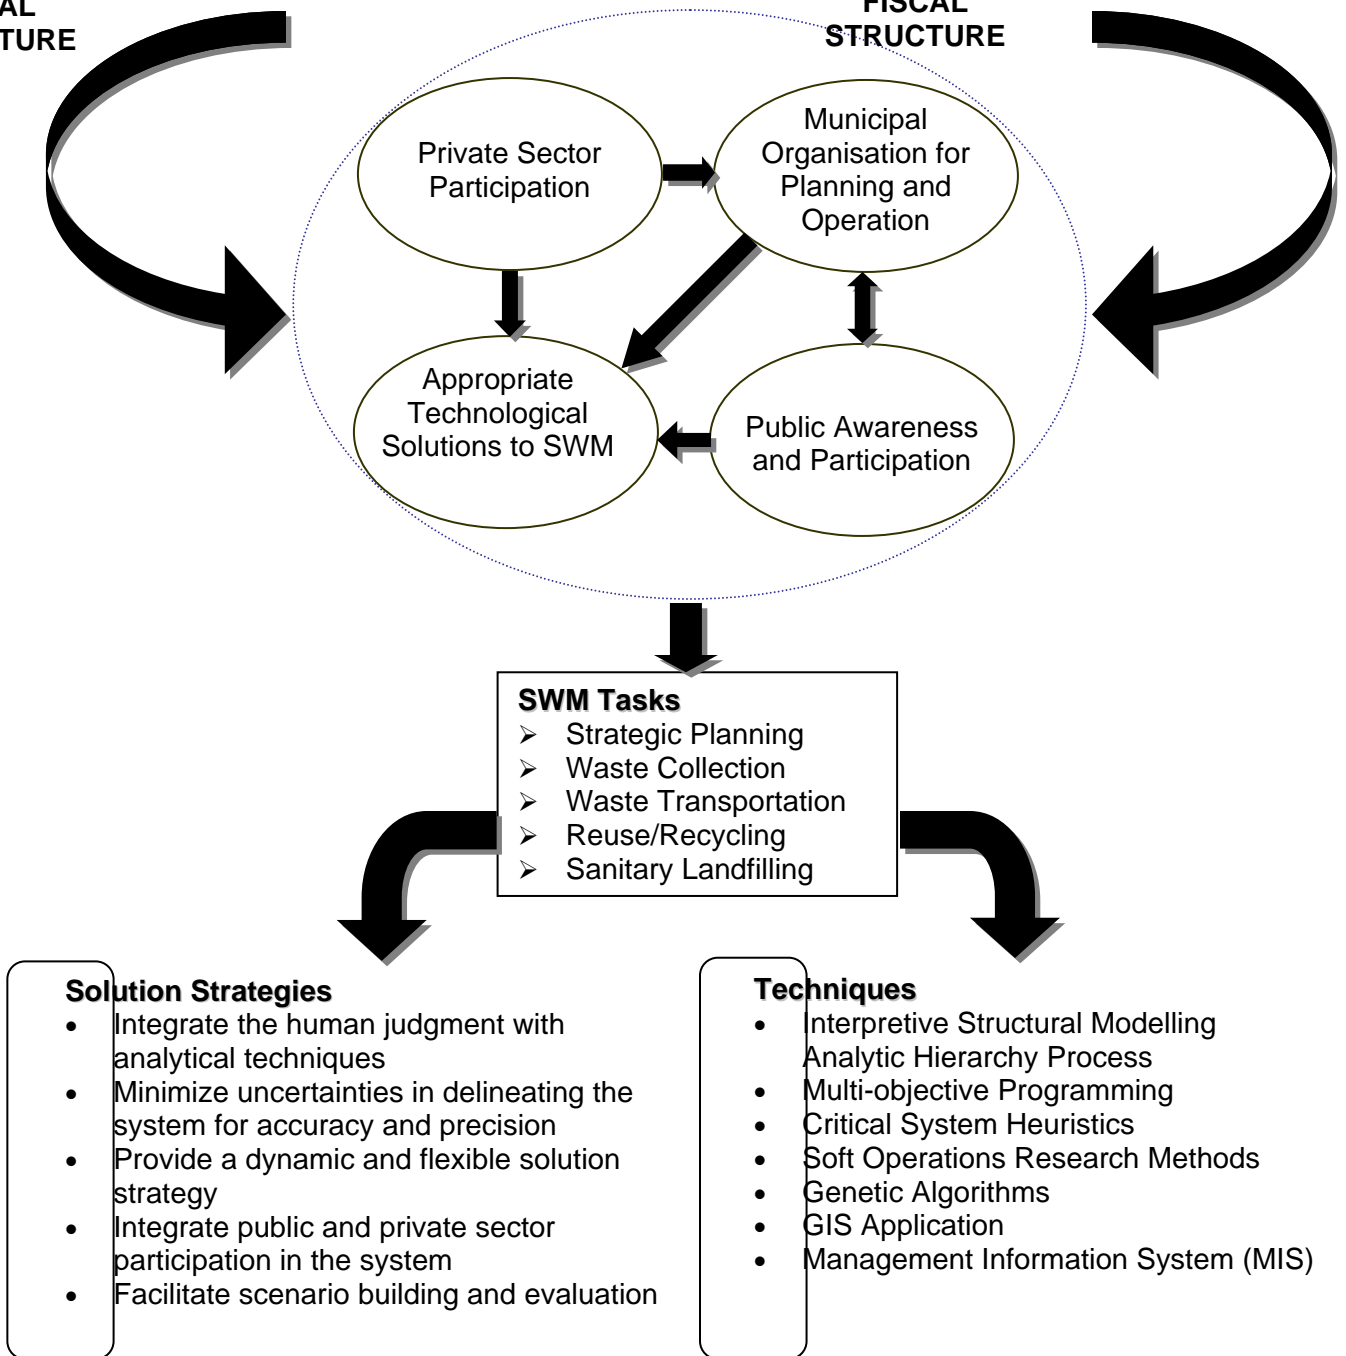 FISCAL
STRUCTURE
Private Sector
Participation
Municipal
Organisation for
Planning and
Operation
Appropriate
Technological
Solutions to SWM
Public Awareness
and Participation
SWM Tasks
➢ Strategic Planning
➢ Waste Collection
➢ Waste Transportation
➢ Reuse/Recycling
➢ Sanitary Landfilling
Solution Strategies
• Integrate the human judgment with
analytical techniques
• Minimize uncertainties in delineating the
system for accuracy and precision
• Provide a dynamic and flexible solution
strategy
• Integrate public and private sector
participation in the system
• Facilitate scenario building and evaluation
Techniques
• Interpretive Structural Modelling
Analytic Hierarchy Process
• Multi-objective Programming
• Critical System Heuristics
• Soft Operations Research Methods
• Genetic Algorithms
• GIS Application
• Management Information System (MIS)